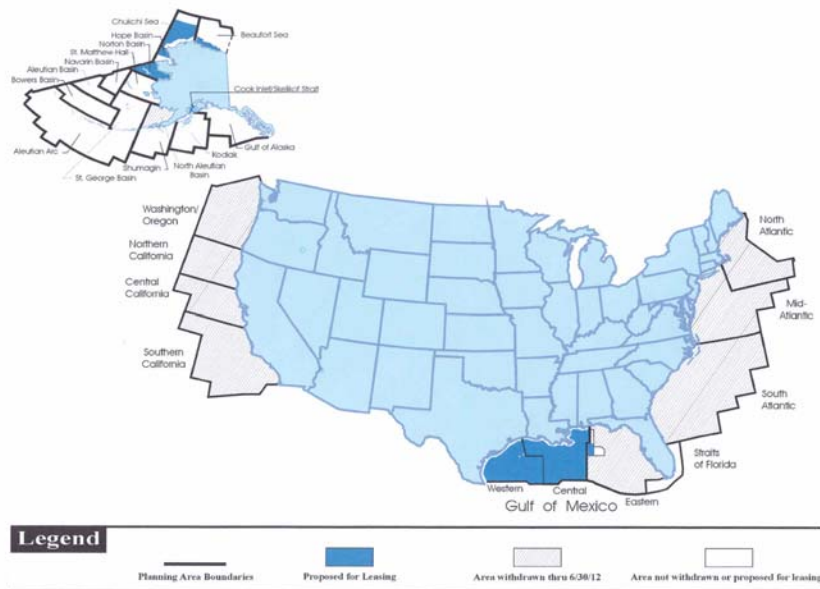 Chukchi Sea
Hope Basin
Norton Basin
St. Matthew Hall
Navarin Basin
Aleutian Basin
Bowers Basin
Beaufort Sea
Cook Inlet/Shelikof Strait
Aleutian Arc
St. George Basin
Shumagin
North Aleutian
Basin
Kodiak
Gulf of Alaska
Washington/
Oregon
Northern
California
Central
California
Southern
California
North
Atlantic
Mid-
Atlantic
South
Atlantic
Straits
of Florida
Western
Central
Eastern
Gulf of Mexico
Legend
Planning Area Boundaries
Proposed for Leasing
Area withdrawn thru 6/30/12
Area not withdrawn or proposed for leasing